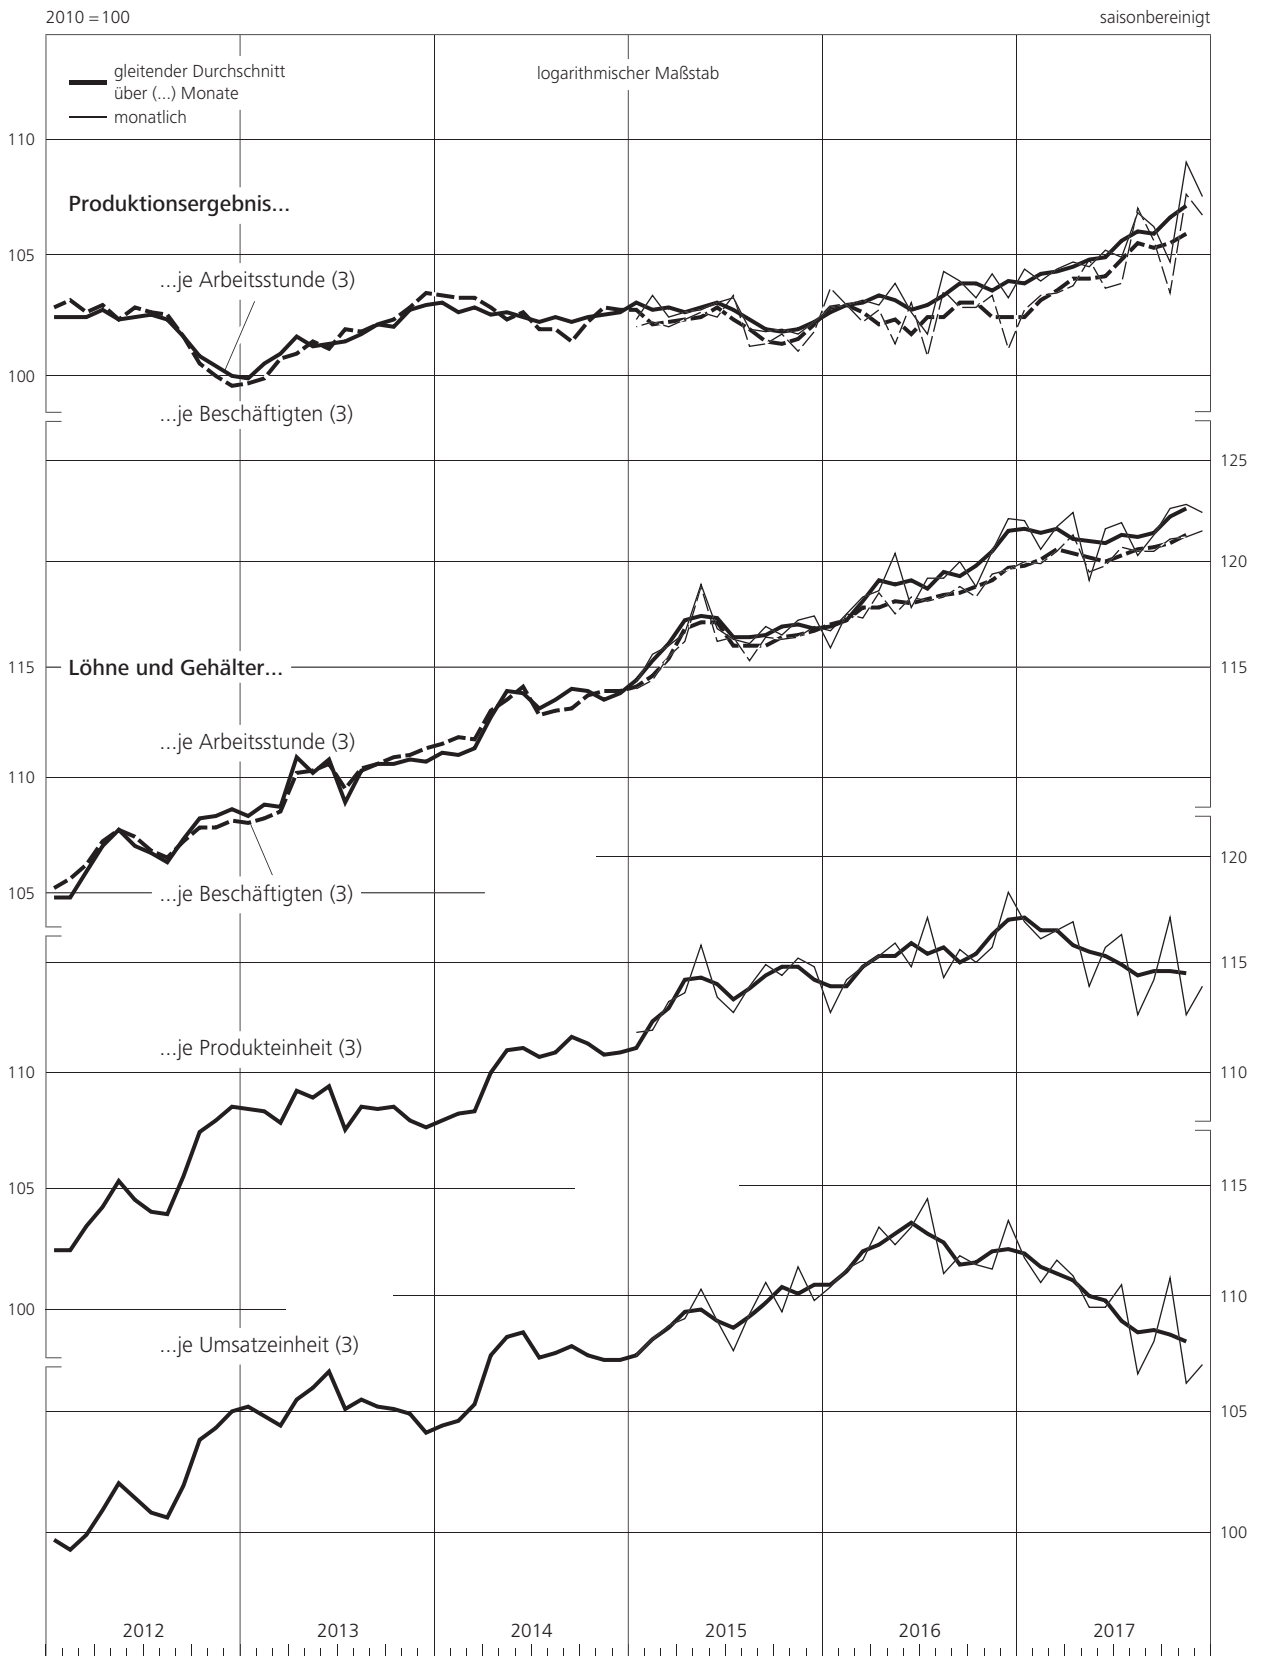 2010 = 100
saisonbereinigt
gleitender Durchschnitt
über (...) Monate
monatlich
logarithmischer Maßstab
110
Produktionsergebnis...
105
...je Arbeitsstunde (3)
100
...je Beschäftigten (3)
125
120
115
Löhne und Gehälter...
115
...je Arbeitsstunde (3)
110
120
105
...je Beschäftigten (3)
115
...je Produkteinheit (3)
110
110
105
115
100
110
...je Umsatzeinheit (3)
105
100
2012
2013
2014
2015
2016
2017